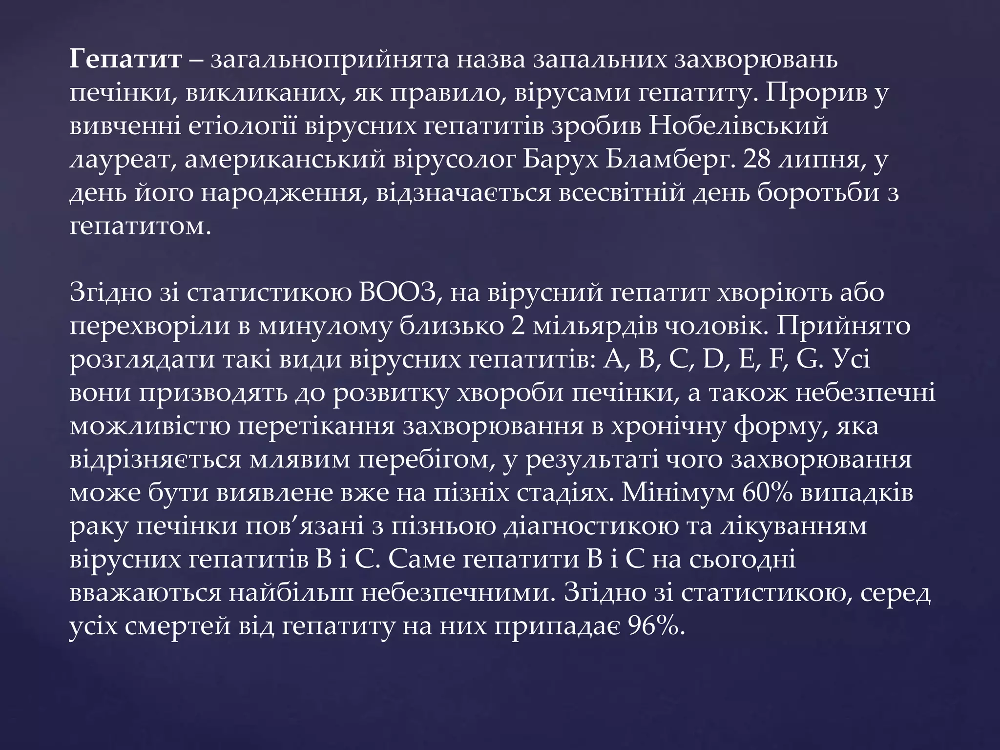 Гепатит – загальноприйнята назва запальних захворювань
печінки, викликаних, як правило, вірусами гепатиту. Прорив у
вивченні етіології вірусних гепатитів зробив Нобелівський
лауреат, американський вірусолог Барух Бламберг. 28 липня, у
день його народження, відзначається всесвітній день боротьби з
гепатитом.
Згідно зі статистикою ВООЗ, на вірусний гепатит хворіють або
перехворіли в минулому близько 2 мільярдів чоловік. Прийнято
розглядати такі види вірусних гепатитів: A, B, C, D, E, F, G. Усі
вони призводять до розвитку хвороби печінки, а також небезпечні
можливістю перетікання захворювання в хронічну форму, яка
відрізняється млявим перебігом, у результаті чого захворювання
може бути виявлене вже на пізніх стадіях. Мінімум 60% випадків
раку печінки пов’язані з пізньою діагностикою та лікуванням
вірусних гепатитів В і С. Саме гепатити В і С на сьогодні
вважаються найбільш небезпечними. Згідно зі статистикою, серед
усіх смертей від гепатиту на них припадає 96%.